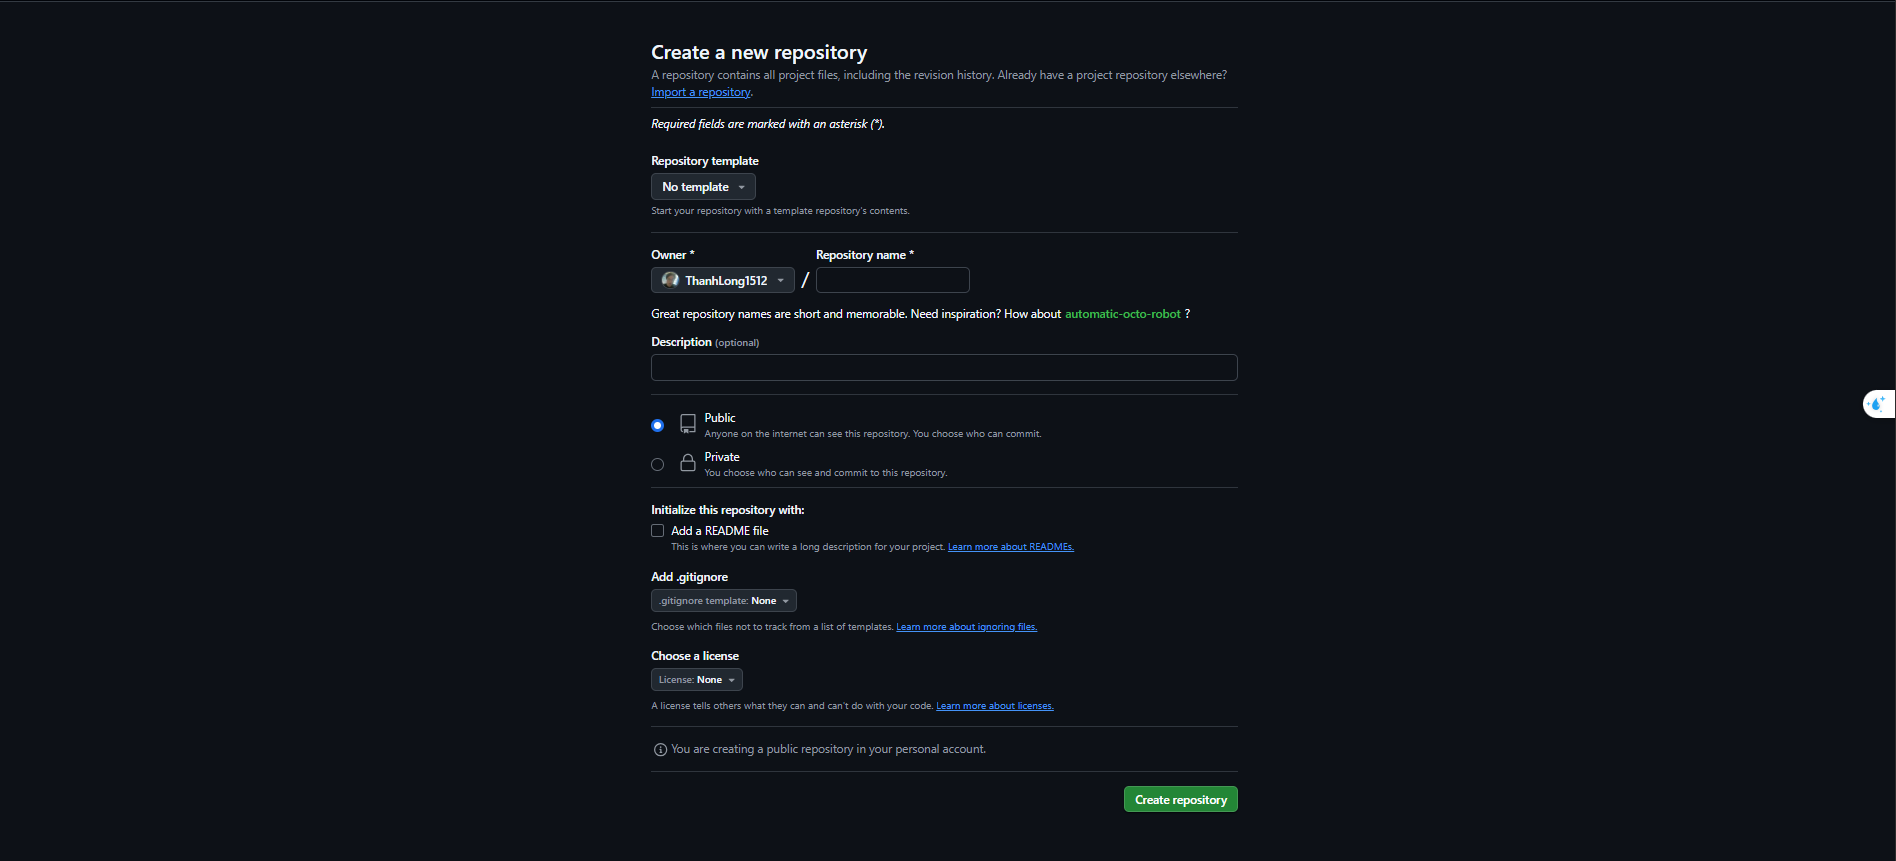 Create a new repository
A repository contains all project files, including the revision history. Already have a project repository elsewhere?
Import a repository.
Required fields are marked with an asterisk (*).
Repository template
No template
Start your repository with a template repository's contents.
Owner * Repository name *
ThanhLong1512 /
Great repository names are short and memorable. Need inspiration? How about automatic-octo-robot ?
Description (optional)
Public
Anyone on the internet can see this repository. You choose who can commit.
Private
You choose who can see and commit to this repository.
Initialize this repository with:
Add a README file
This is where you can write a long description for your project. Learn more about READMEs.
Add .gitignore
.gitignore template: None
Choose which files not to track from a list of templates. Learn more about ignoring files.
Choose a license
License: None
A license tells others what they can and can't do with your code. Learn more about licenses.
You are creating a public repository in your personal account.
Create repository